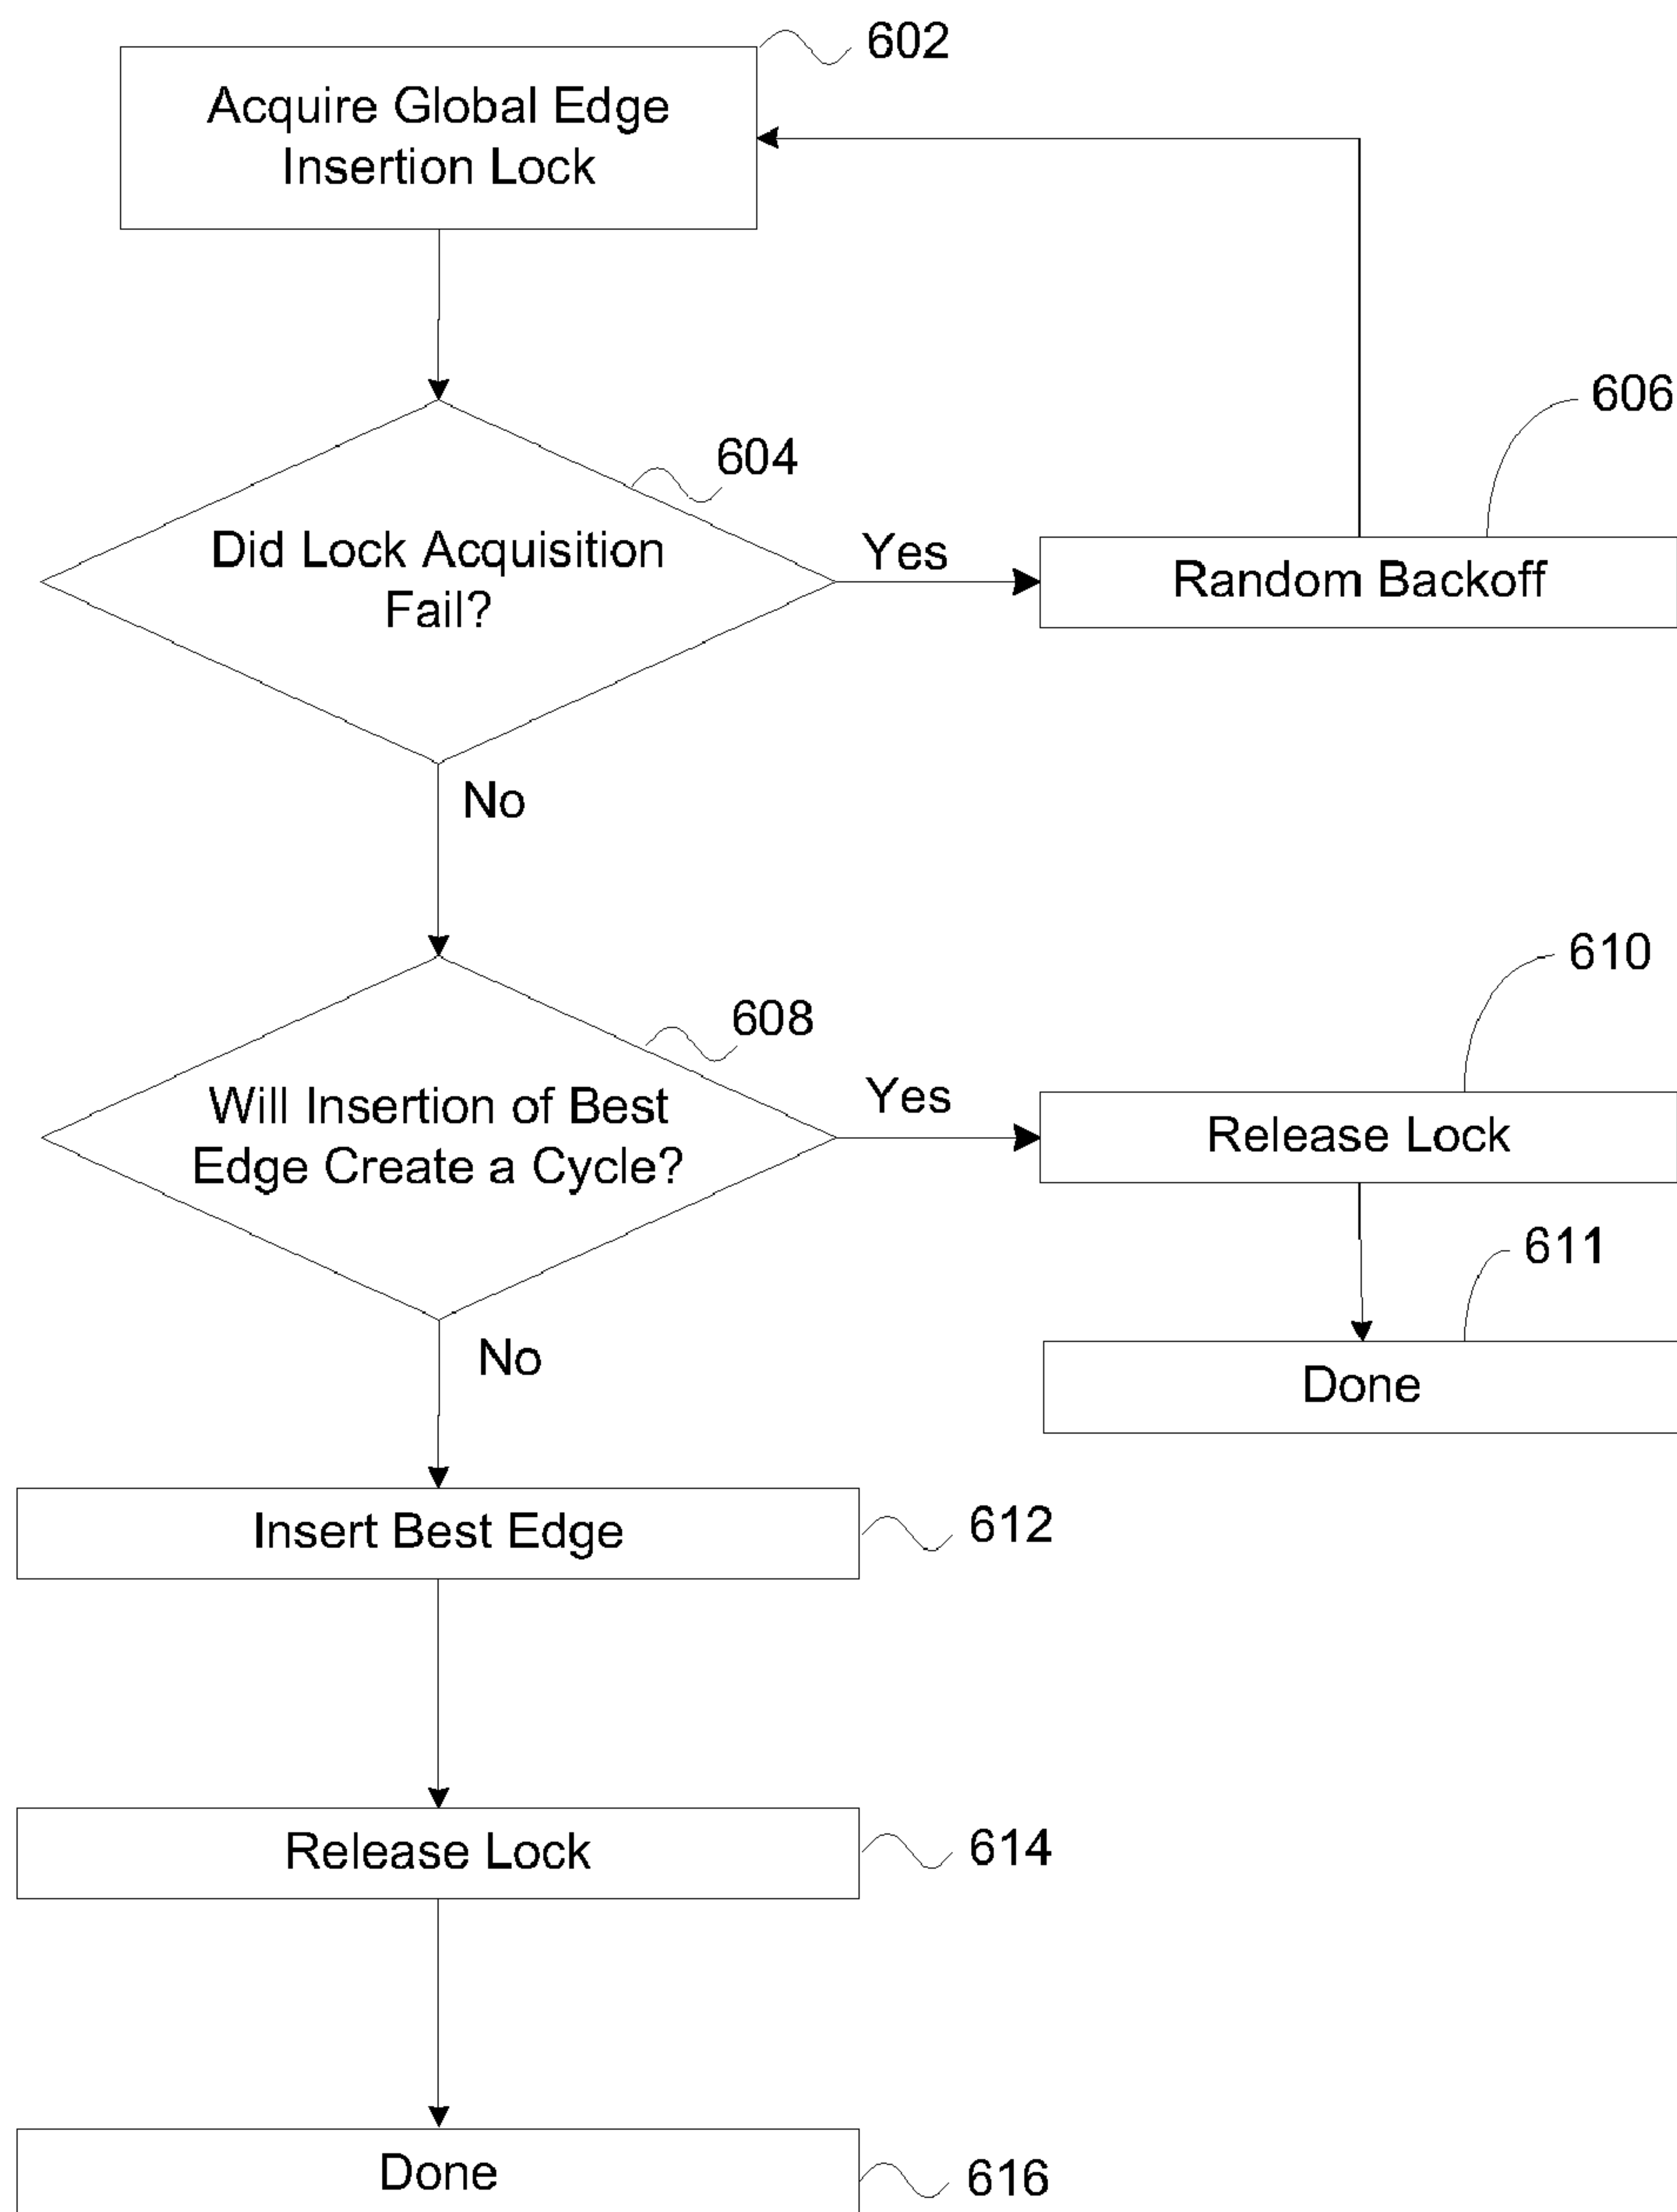 602
Acquire Global Edge
Insertion Lock
606
604
Did Lock Acquisition
Fail?
Yes
Random Backoff
No
610
608
Will Insertion of Best
Edge Create a Cycle?
Yes
Release Lock
611
No
Done
Insert Best Edge
612
Release Lock
614
Done
616